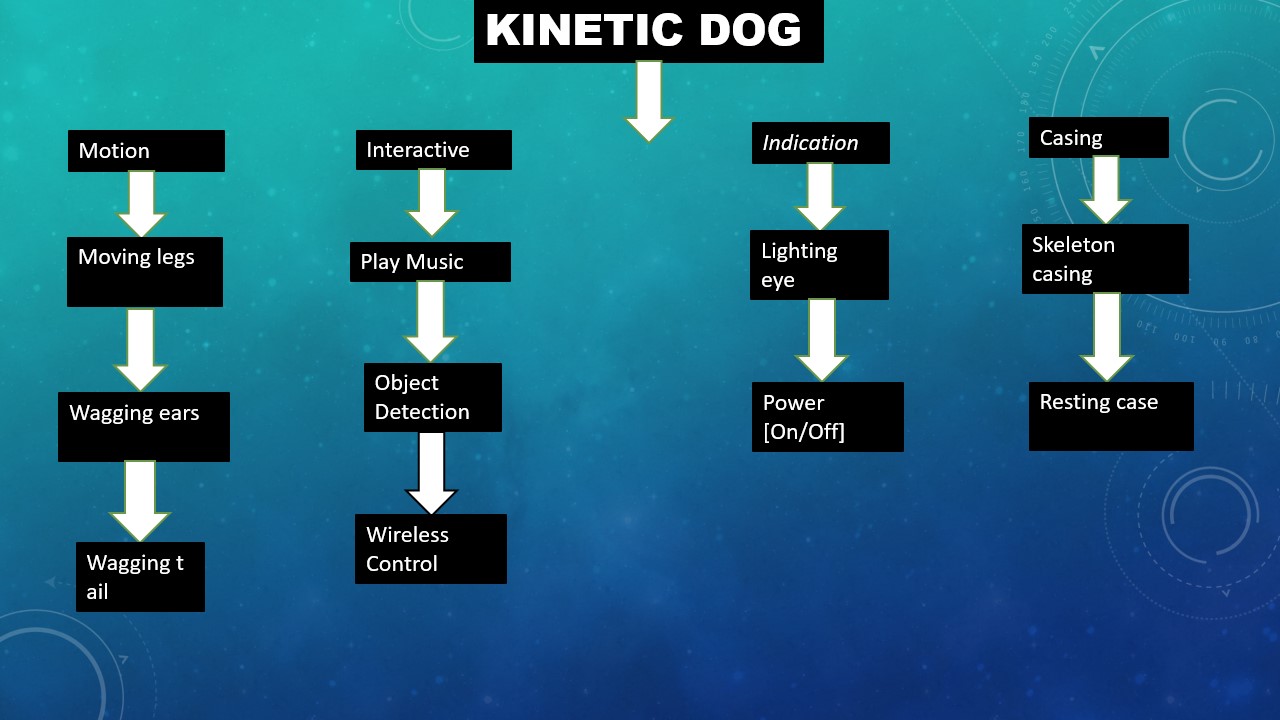 KINETIC DOG
Motion
Moving legs
Wagging ears
Wagging t
ail
Interactive
Play Music
Object
Detection
Wireless
Control
Indication
Lighting
eye
Power
[On/Off]
Casing
Skeleton
casing
Resting case